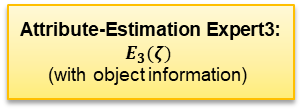 Attribute-Estimation Expert3:
E₃(ζ)
(with object information)